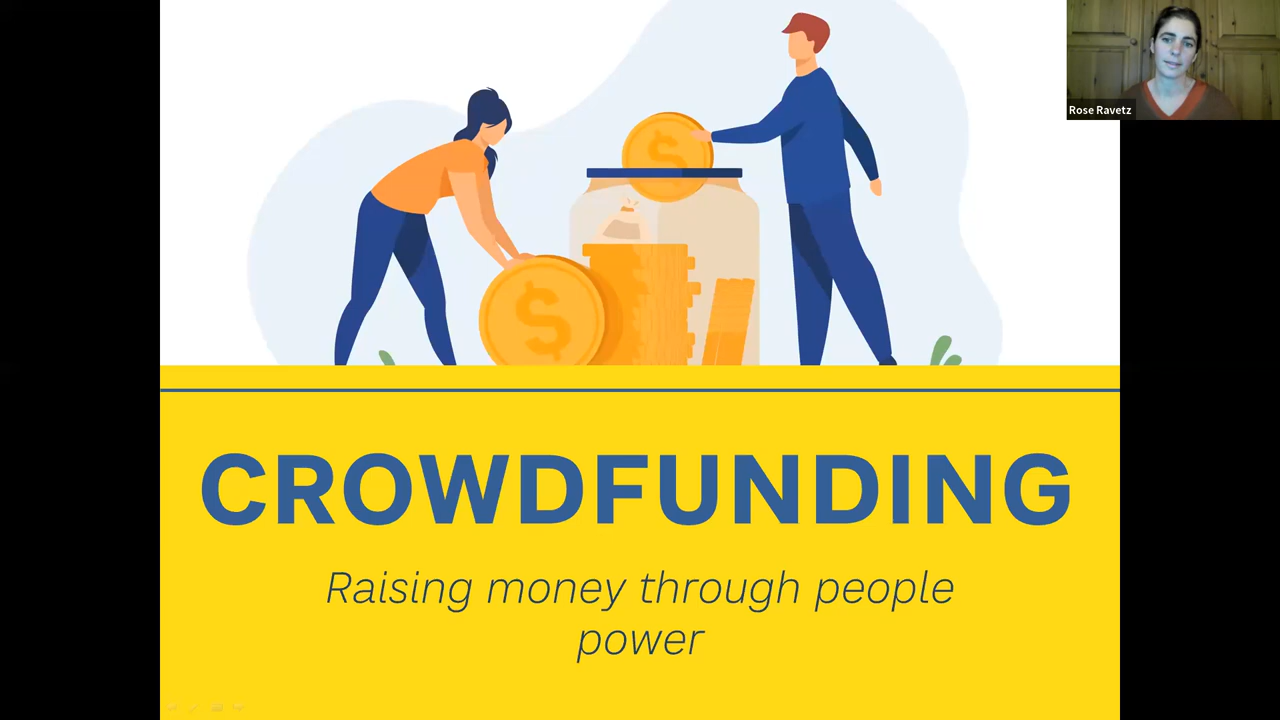 Rose Ravetz
$
$
CROWDFUNDING
Raising money through people
power